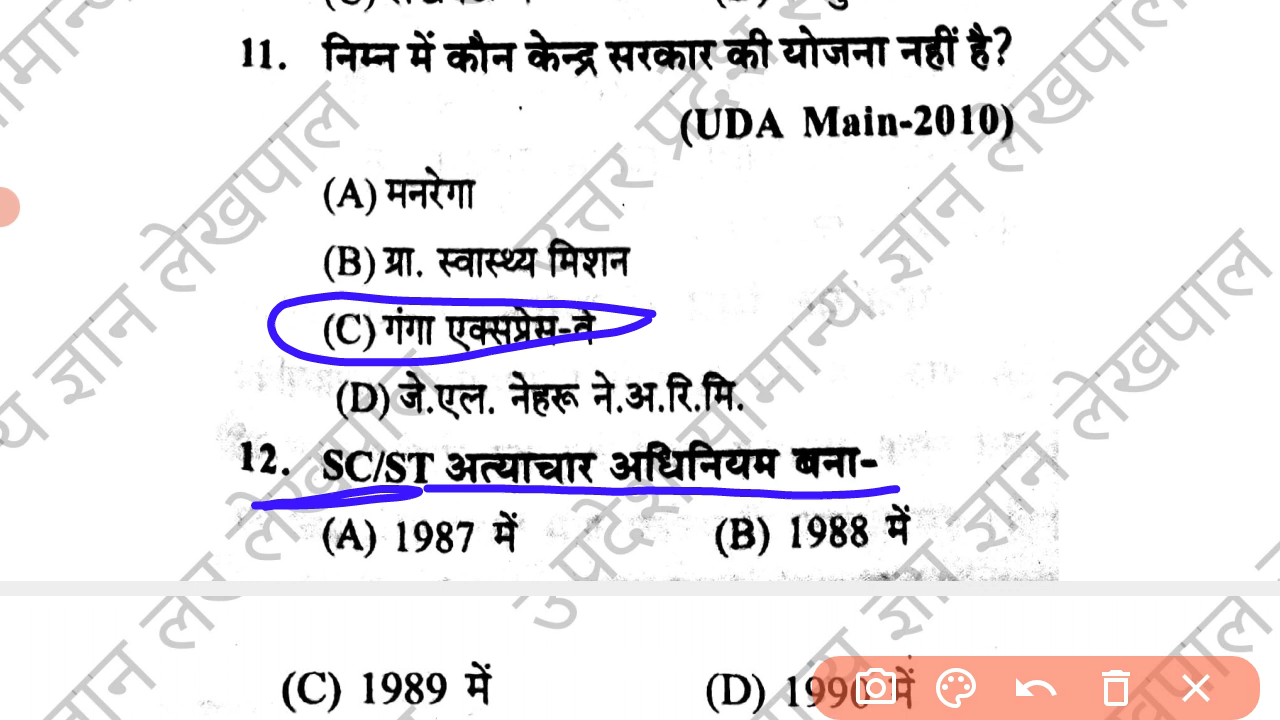 11. निम्न में कौन केन्द्र सरकार की योजना नहीं है?
(UDA Main-2010)
(A) मनरेगा
(B) ग्रा. स्वास्थ्य मिशन
(C) गंगा एक्सप्रेस-वे
(D) जे.एल. नेहरू ने.अ.रि.मि.
12. SC/ST अत्याचार अधिनियम बना-
(A) 1987 में (B) 1988 में
(C) 1989 में (D) 1990 में